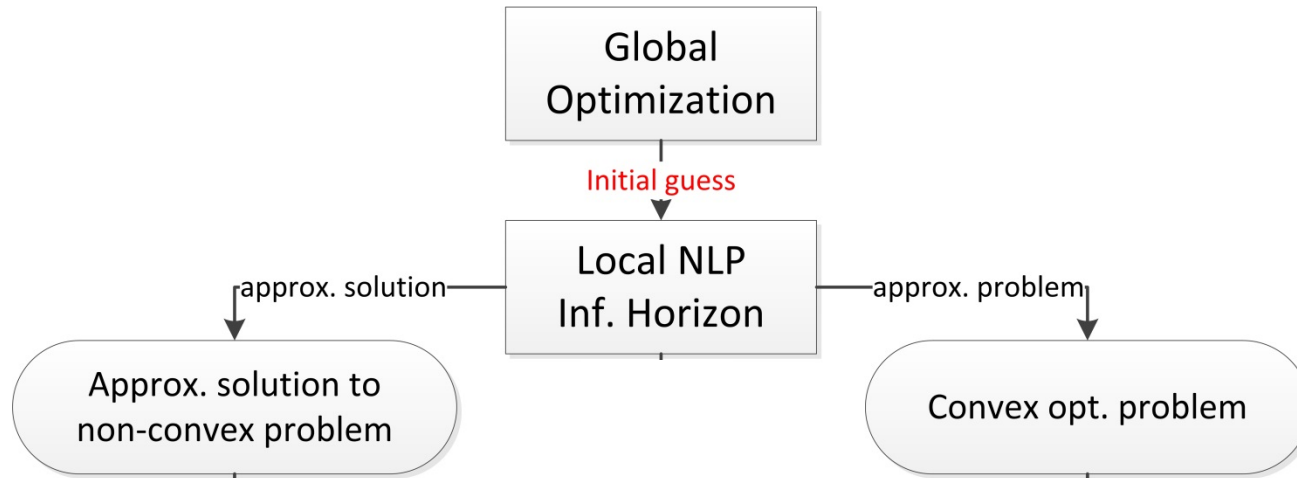 Global
Optimization
Initial guess
Local NLP
Inf. Horizon
approx. solution
approx. problem
Approx. solution to
non-convex problem
Convex opt. problem